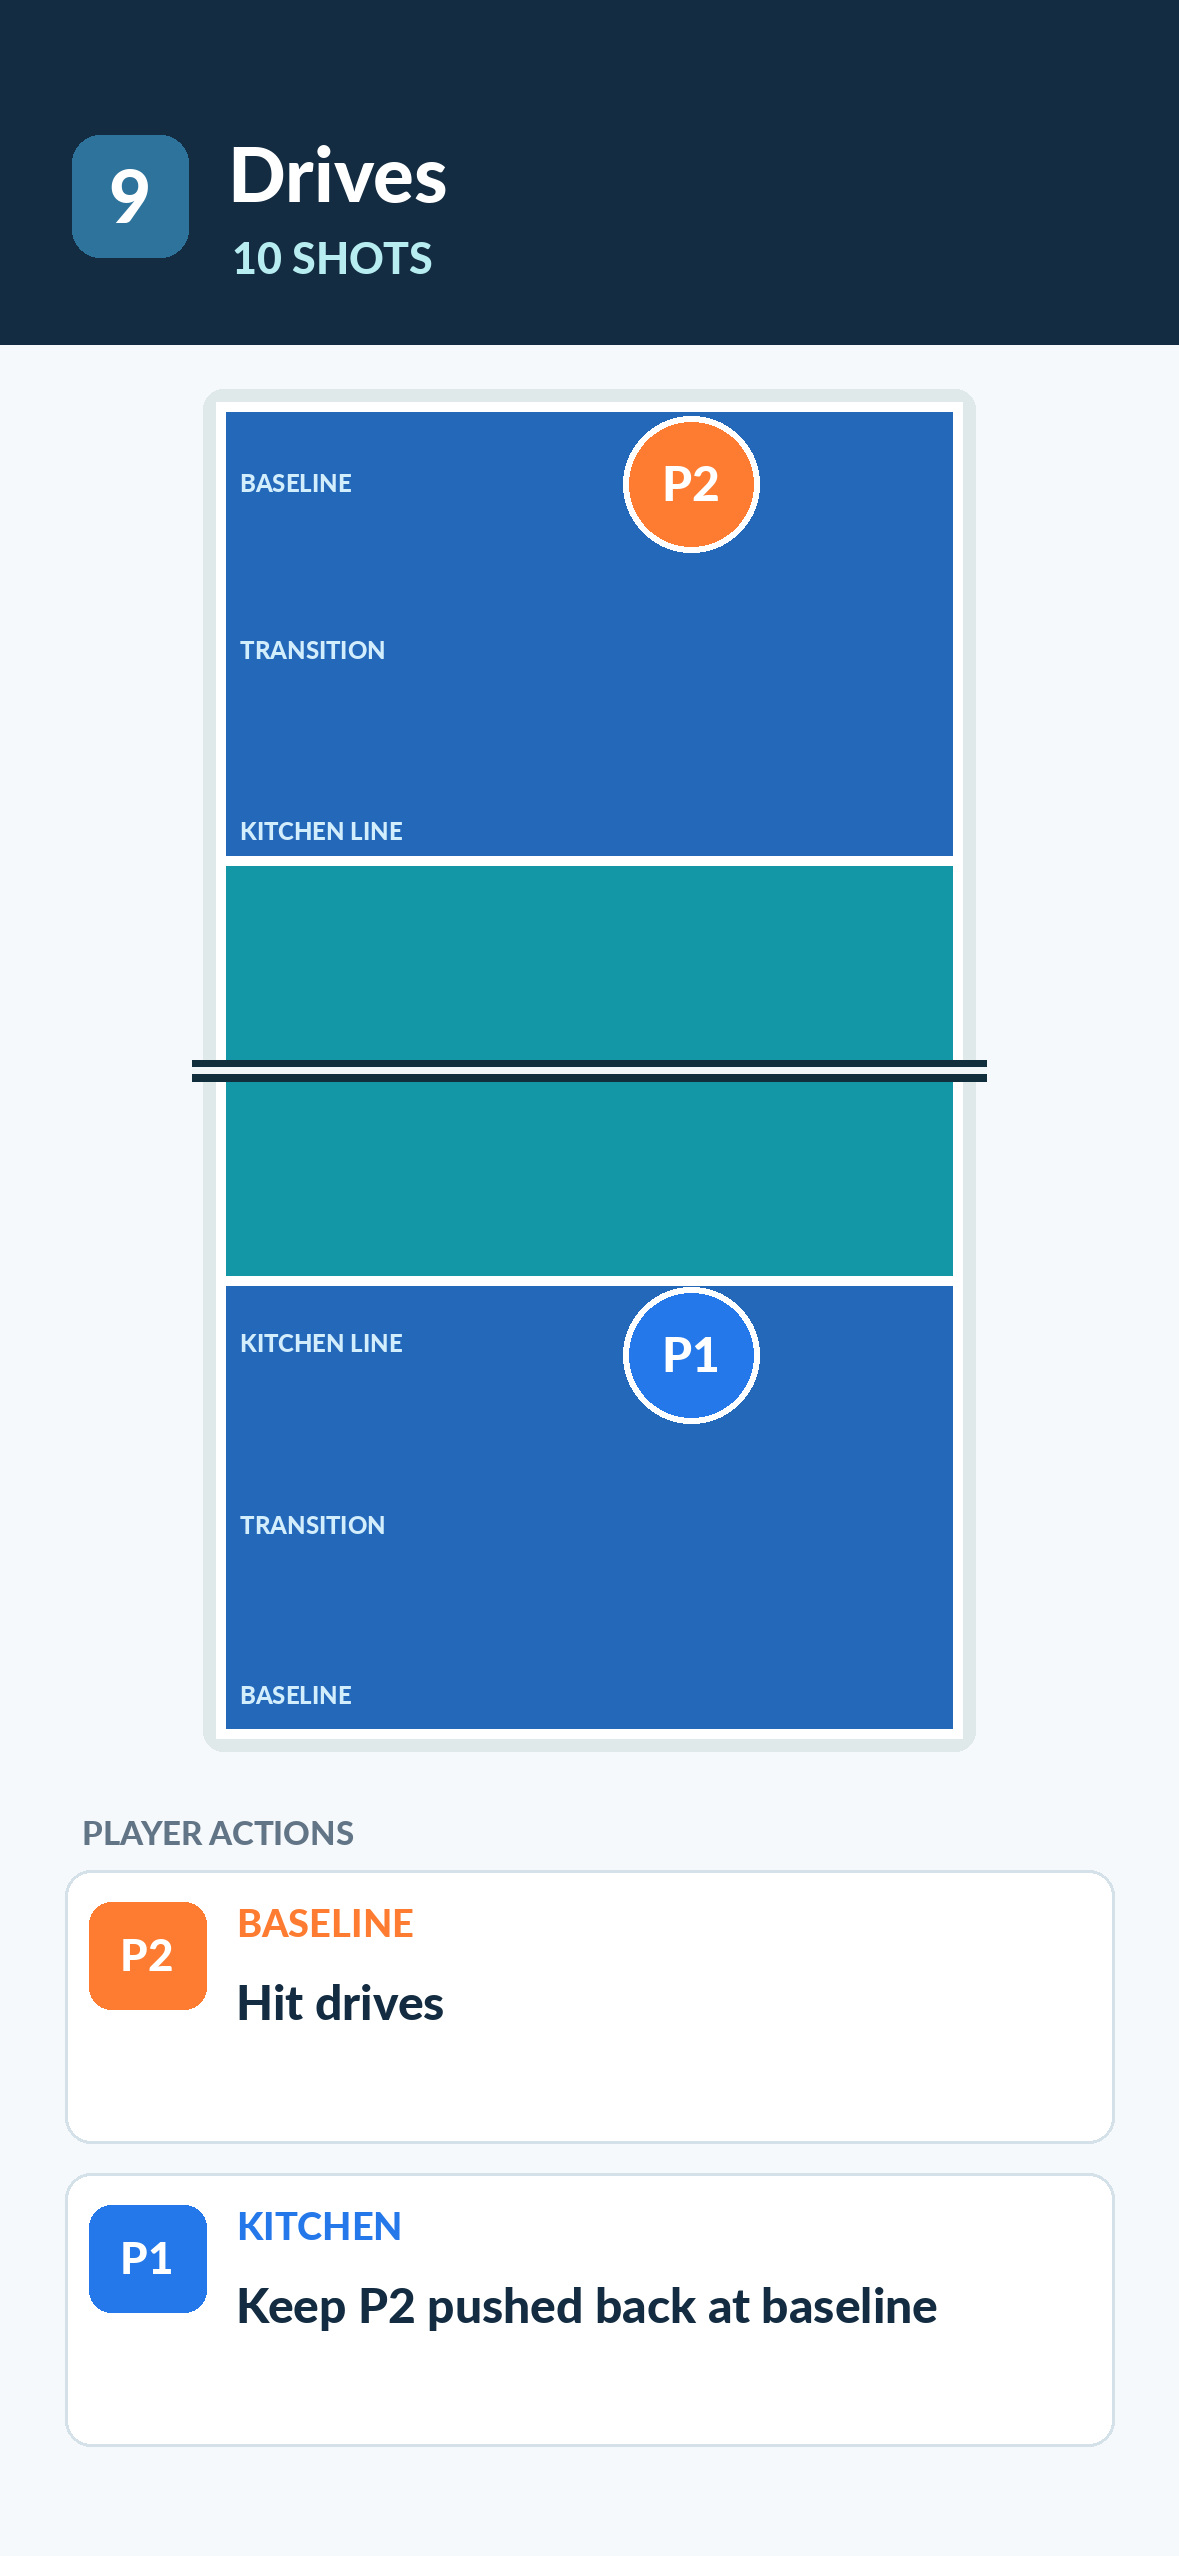 9
Drives
10 SHOTS
BASELINE
P2
TRANSITION
KITCHEN LINE
KITCHEN LINE
P1
TRANSITION
BASELINE
PLAYER ACTIONS
P2
BASELINE
Hit drives
P1
KITCHEN
Keep P2 pushed back at baseline